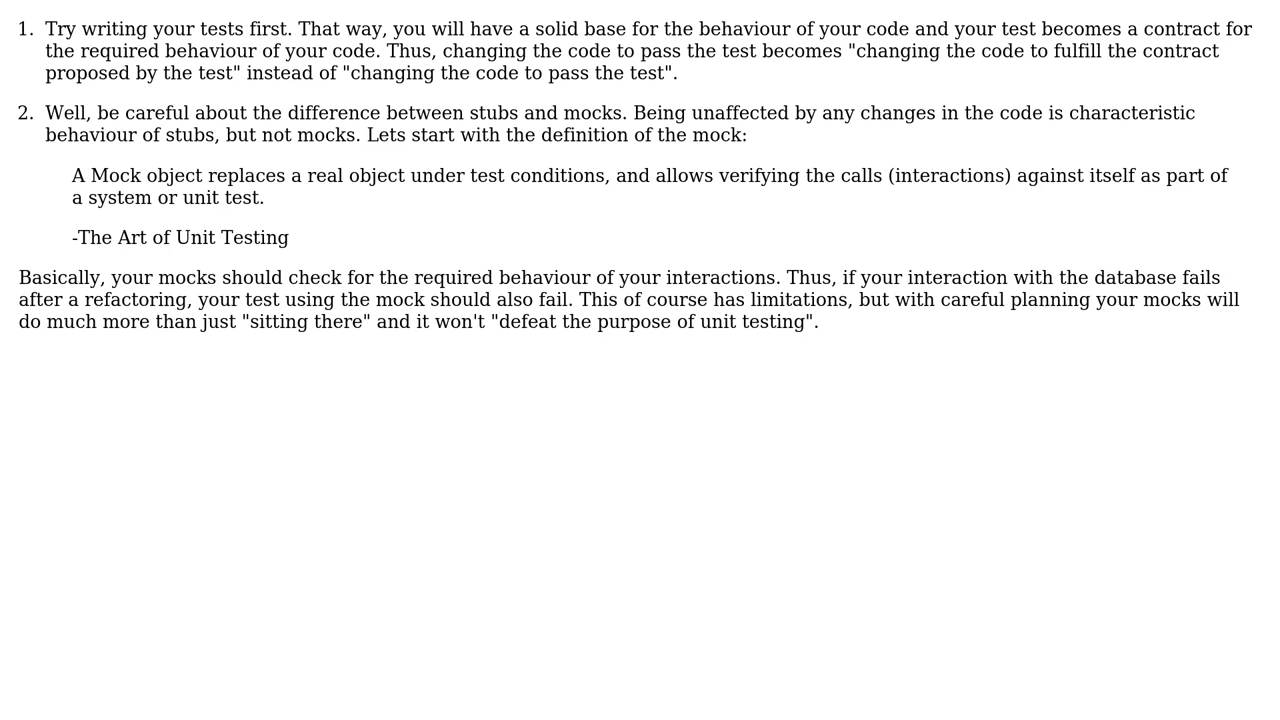 1. Try writing your tests first. That way, you will have a solid base for the behaviour of your code and your test becomes a contract for
the required behaviour of your code. Thus, changing the code to pass the test becomes "changing the code to fulfill the contract
proposed by the test" instead of "changing the code to pass the test".
2. Well, be careful about the difference between stubs and mocks. Being unaffected by any changes in the code is characteristic
behaviour of stubs, but not mocks. Lets start with the definition of the mock:
A Mock object replaces a real object under test conditions, and allows verifying the calls (interactions) against itself as part of
a system or unit test.
-The Art of Unit Testing
Basically, your mocks should check for the required behaviour of your interactions. Thus, if your interaction with the database fails
after a refactoring, your test using the mock should also fail. This of course has limitations, but with careful planning your mocks will
do much more than just "sitting there" and it won't "defeat the purpose of unit testing".